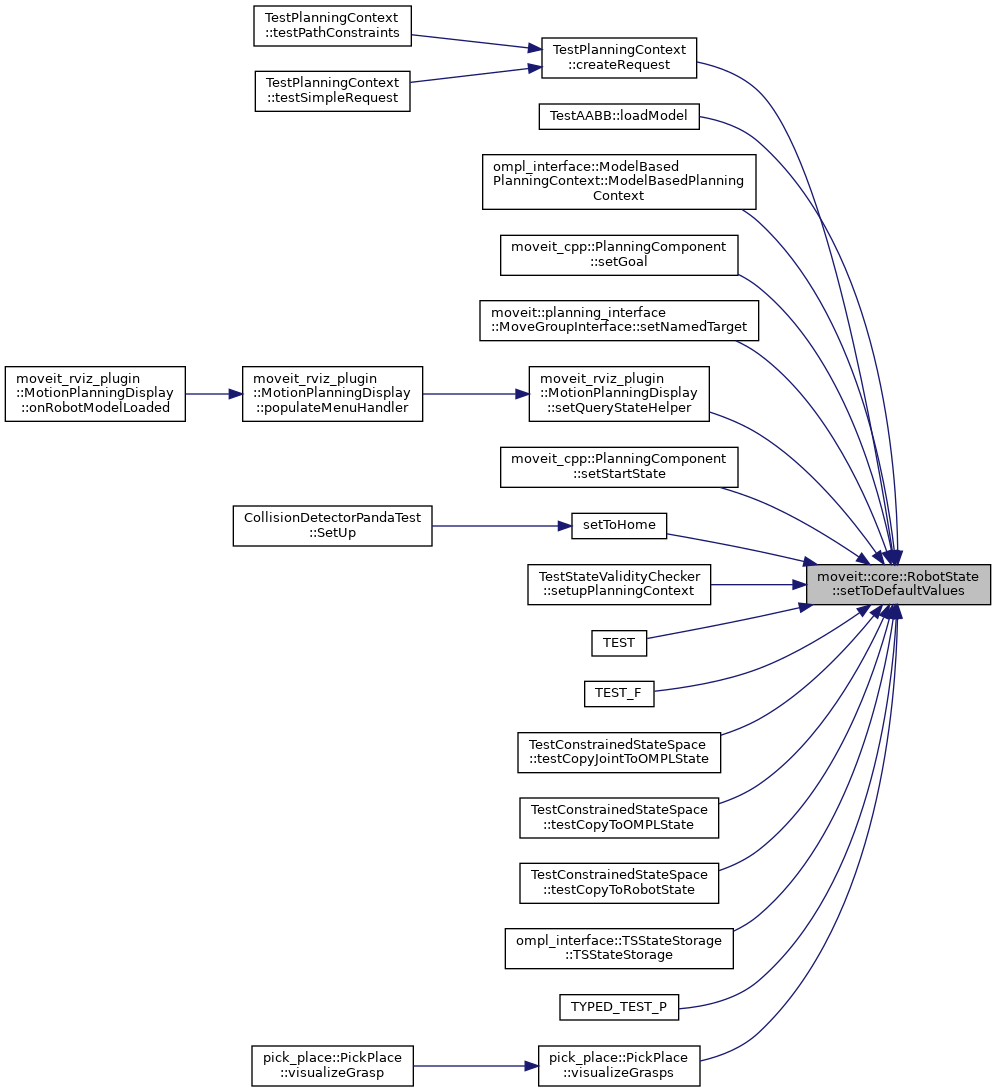 TestPlanningContext
::testPathConstraints
TestPlanningContext
::createRequest
TestPlanningContext
::testSimpleRequest
TestAABB::loadModel
ompl_interface::ModelBased
PlanningContext::ModelBasedPlanning
Context
moveit_cpp::PlanningComponent
::setGoal
moveit::planning_interface
::MoveGroupInterface::setNamedTarget
moveit_rviz_plugin
::MotionPlanningDisplay
::onRobotModelLoaded
moveit_rviz_plugin
::MotionPlanningDisplay
::populateMenuHandler
moveit_rviz_plugin
::MotionPlanningDisplay
::setQueryStateHelper
moveit_cpp::PlanningComponent
::setStartState
CollisionDetectorPandaTest
::SetUp
setToHome
TestStateValidityChecker
::setupPlanningContext
moveit::core::RobotState
::setToDefaultValues
TEST
TEST_F
TestConstrainedStateSpace
::testCopyJointToOMPLState
TestConstrainedStateSpace
::testCopyToOMPLState
TestConstrainedStateSpace
::testCopyToRobotState
ompl_interface::TSStateStorage
::TSStateStorage
TYPED_TEST_P
pick_place::PickPlace
::visualizeGrasp
pick_place::PickPlace
::visualizeGrasps